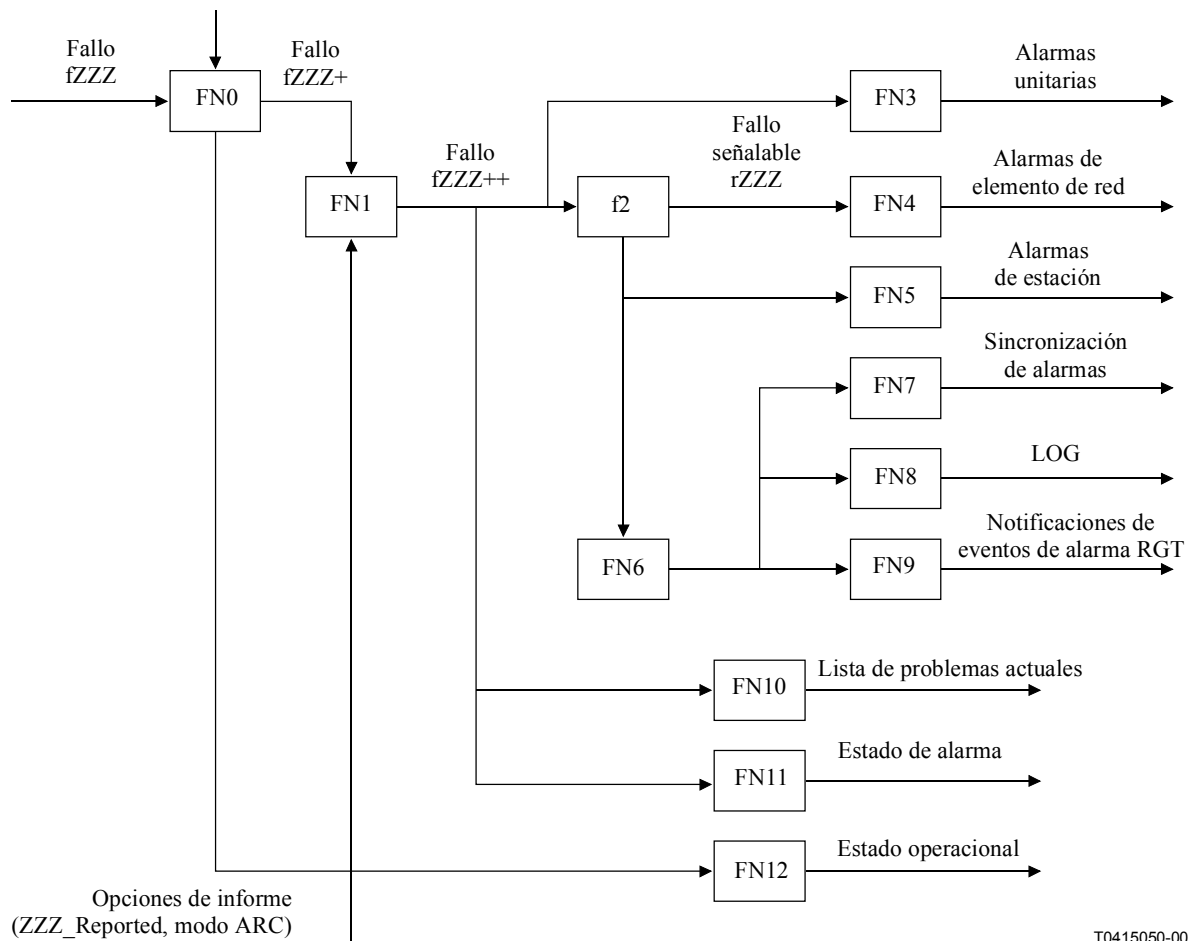 Fallo
fZZZ
FN0
Fallo
fZZZ+
FN1
Fallo
fZZZ++
f2
Fallo
señalable
rZZZ
FN3
Alarmas
unitarias
FN4
Alarmas de
elemento de red
FN5
Alarmas
de estación
FN7
Sincronización
de alarmas
FN8
LOG
FN6
FN9
Notificaciones de
eventos de alarma RGT
FN10
Lista de problemas actuales
FN11
Estado de alarma
FN12
Estado operacional
Opciones de informe
(ZZZ_Reported, modo ARC)
T0415050-00